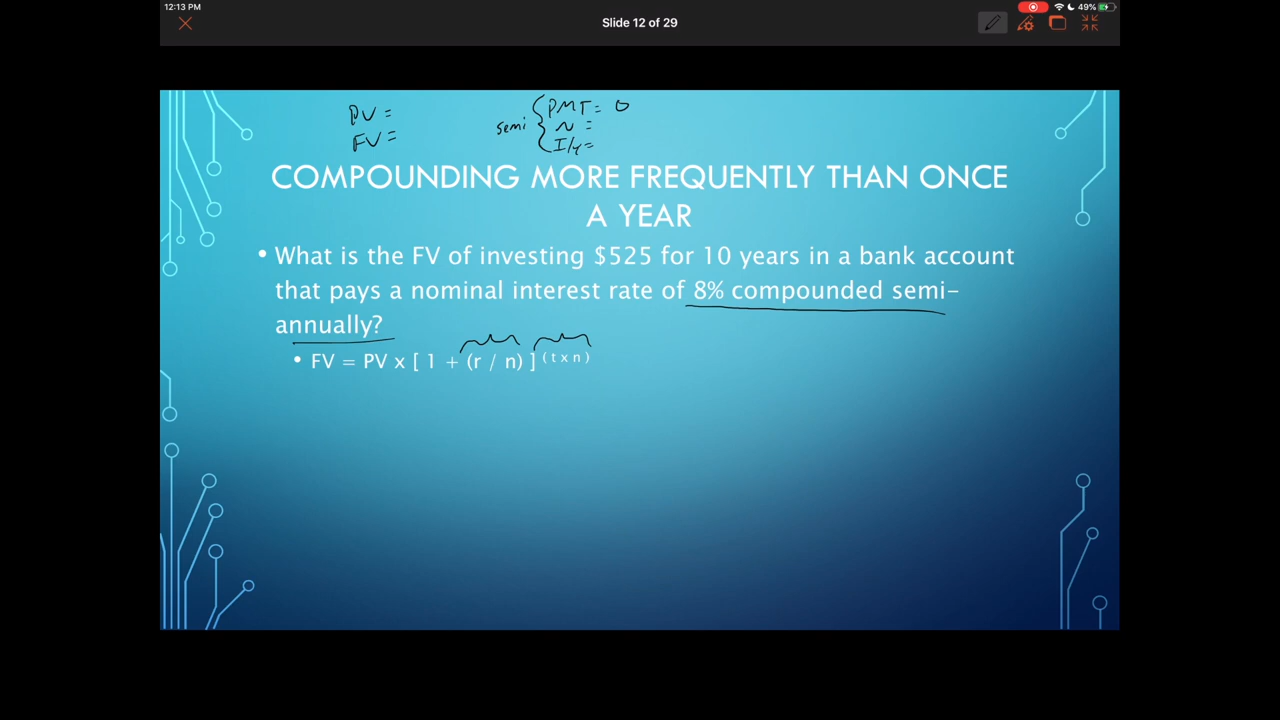 12:13 PM
49%
Slide 12 of 29
PV =
FV =
semi
PMT = 0
N =
I/Y =
COMPOUNDING MORE FREQUENTLY THAN ONCE
A YEAR
• What is the FV of investing $525 for 10 years in a bank account
that pays a nominal interest rate of 8% compounded semi-
annually?
• FV = PV x [ 1 + (r / n) ] (t x n)